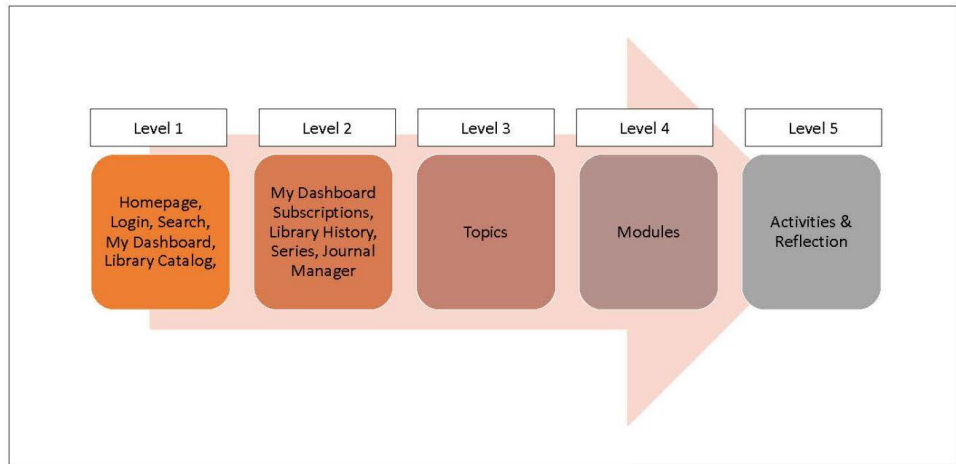 Level 1
Level 2
Level 3
Level 4
Level 5
Homepage,
Login, Search,
My Dashboard,
Library Catalog,
My Dashboard
Subscriptions,
Library History,
Series, Journal
Manager
Topics
Modules
Activities &
Reflection